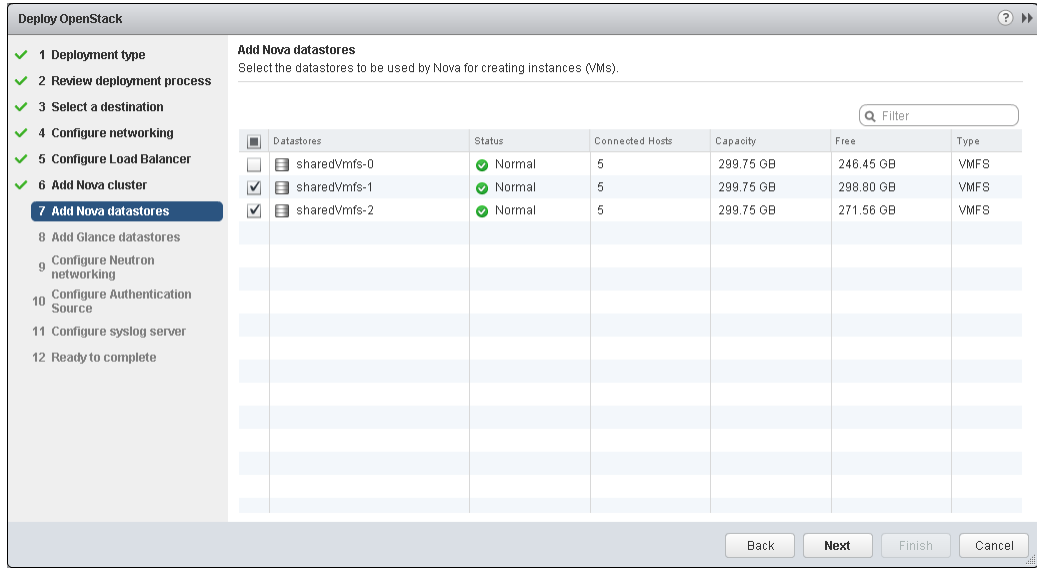 Deploy OpenStack
1 Deployment type
2 Review deployment process
3 Select a destination
4 Configure networking
5 Configure Load Balancer
6 Add Nova cluster
7 Add Nova datastores
8 Add Glance datastores
9 Configure Neutron
networking
10 Configure Authentication
Source
11 Configure syslog server
12 Ready to complete
Add Nova datastores
Select the datastores to be used by Nova for creating instances (VMs).
Filter
Datastores Status Connected Hosts Capacity Free Type
sharedVmfs-0 Normal 5 299.75 GB 246.45 GB VMFS
sharedVmfs-1 Normal 5 299.75 GB 298.80 GB VMFS
sharedVmfs-2 Normal 5 299.75 GB 271.56 GB VMFS
Back Next Finish Cancel